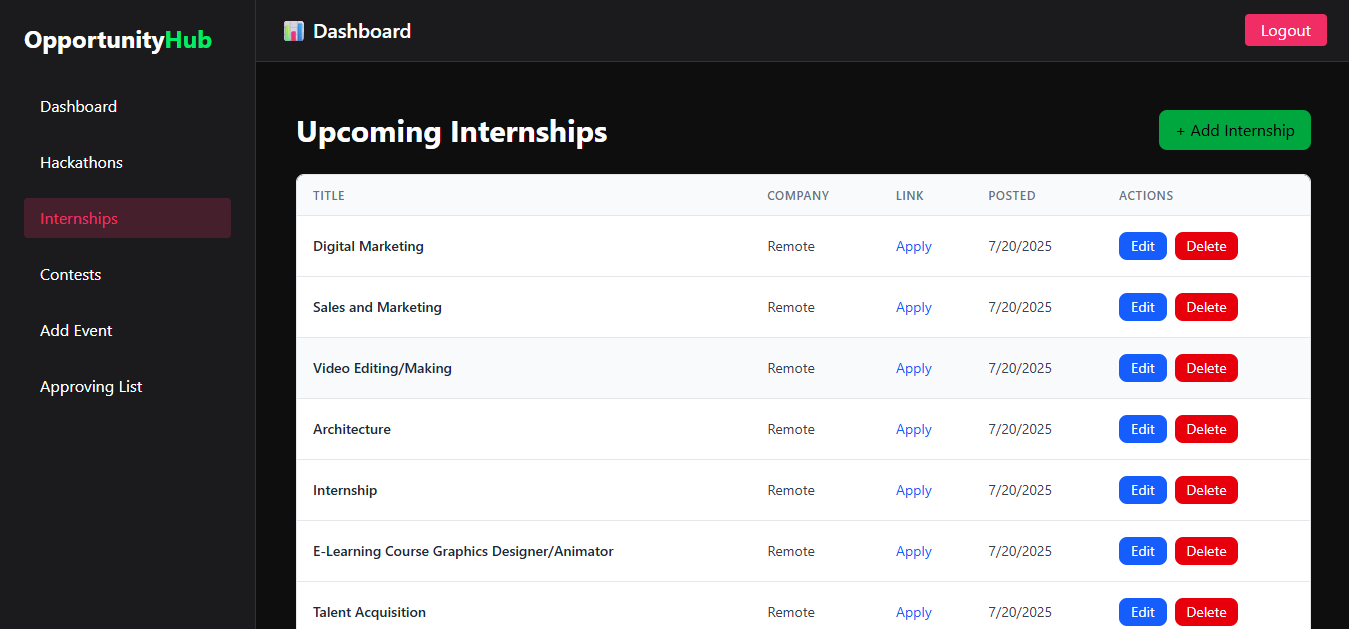 OpportunityHub
Dashboard
Hackathons
Internships
Contests
Add Event
Approving List
Dashboard
Logout
Upcoming Internships
+ Add Internship
TITLE COMPANY LINK POSTED ACTIONS
Digital Marketing Remote Apply 7/20/2025 Edit Delete
Sales and Marketing Remote Apply 7/20/2025 Edit Delete
Video Editing/Making Remote Apply 7/20/2025 Edit Delete
Architecture Remote Apply 7/20/2025 Edit Delete
Internship Remote Apply 7/20/2025 Edit Delete
E-Learning Course Graphics Designer/Animator Remote Apply 7/20/2025 Edit Delete
Talent Acquisition Remote Apply 7/20/2025 Edit Delete